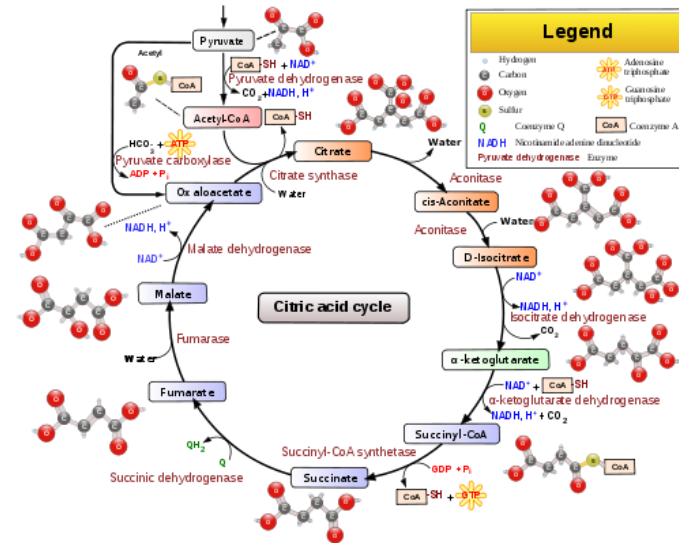 Legend
Hydrogen
Carbon
Oxygen
Sulfur
Q Coenzyme Q
NADH Nicotinamide adenine dinucleotide
Pyruvate dehydrogenase Enzyme
ATP Adenosine triphosphate
GTP Guanosine triphosphate
CoA Coenzyme A
Pyruvate
CoA-SH + NAD⁺
Pyruvate dehydrogenase
CO₂ + NADH, H⁺
Acetyl
S CoA
Acetyl-CoA
CoA-SH
HCO₃⁻ + ATP
Pyruvate carboxylase
ADP + Pᵢ
Citrate synthase
Water
Oxaloacetate
Citrate
Water
Aconitase
cis-Aconitate
Aconitase
Water
D-Isocitrate
NAD⁺
NADH, H⁺
Isocitrate dehydrogenase
CO₂
α-ketoglutarate
NAD⁺ + CoA-SH
α-ketoglutarate dehydrogenase
NADH, H⁺ + CO₂
Succinyl-CoA
S CoA
Succinyl-CoA synthetase
GDP + Pᵢ
CoA-SH + GTP
Succinate
QH₂
Q
Succinic dehydrogenase
Fumarate
Water
Fumarase
Malate
NADH, H⁺
Malate dehydrogenase
NAD⁺
Citric acid cycle